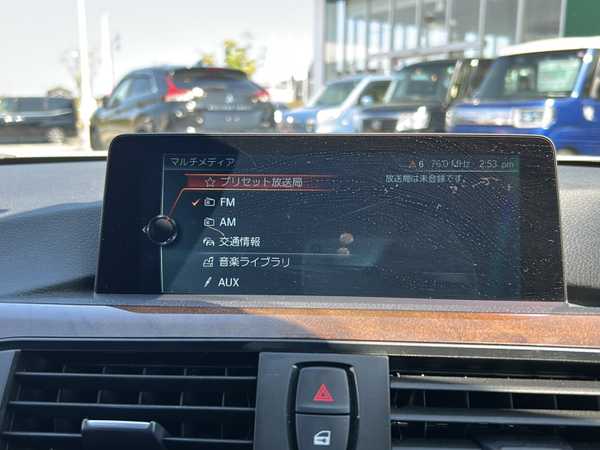 マルチメディア
6 76.0 MHz 2:53 pm
プリセット放送局
放送局は未登録です。
FM
AM
交通情報
音楽ライブラリ
AUX